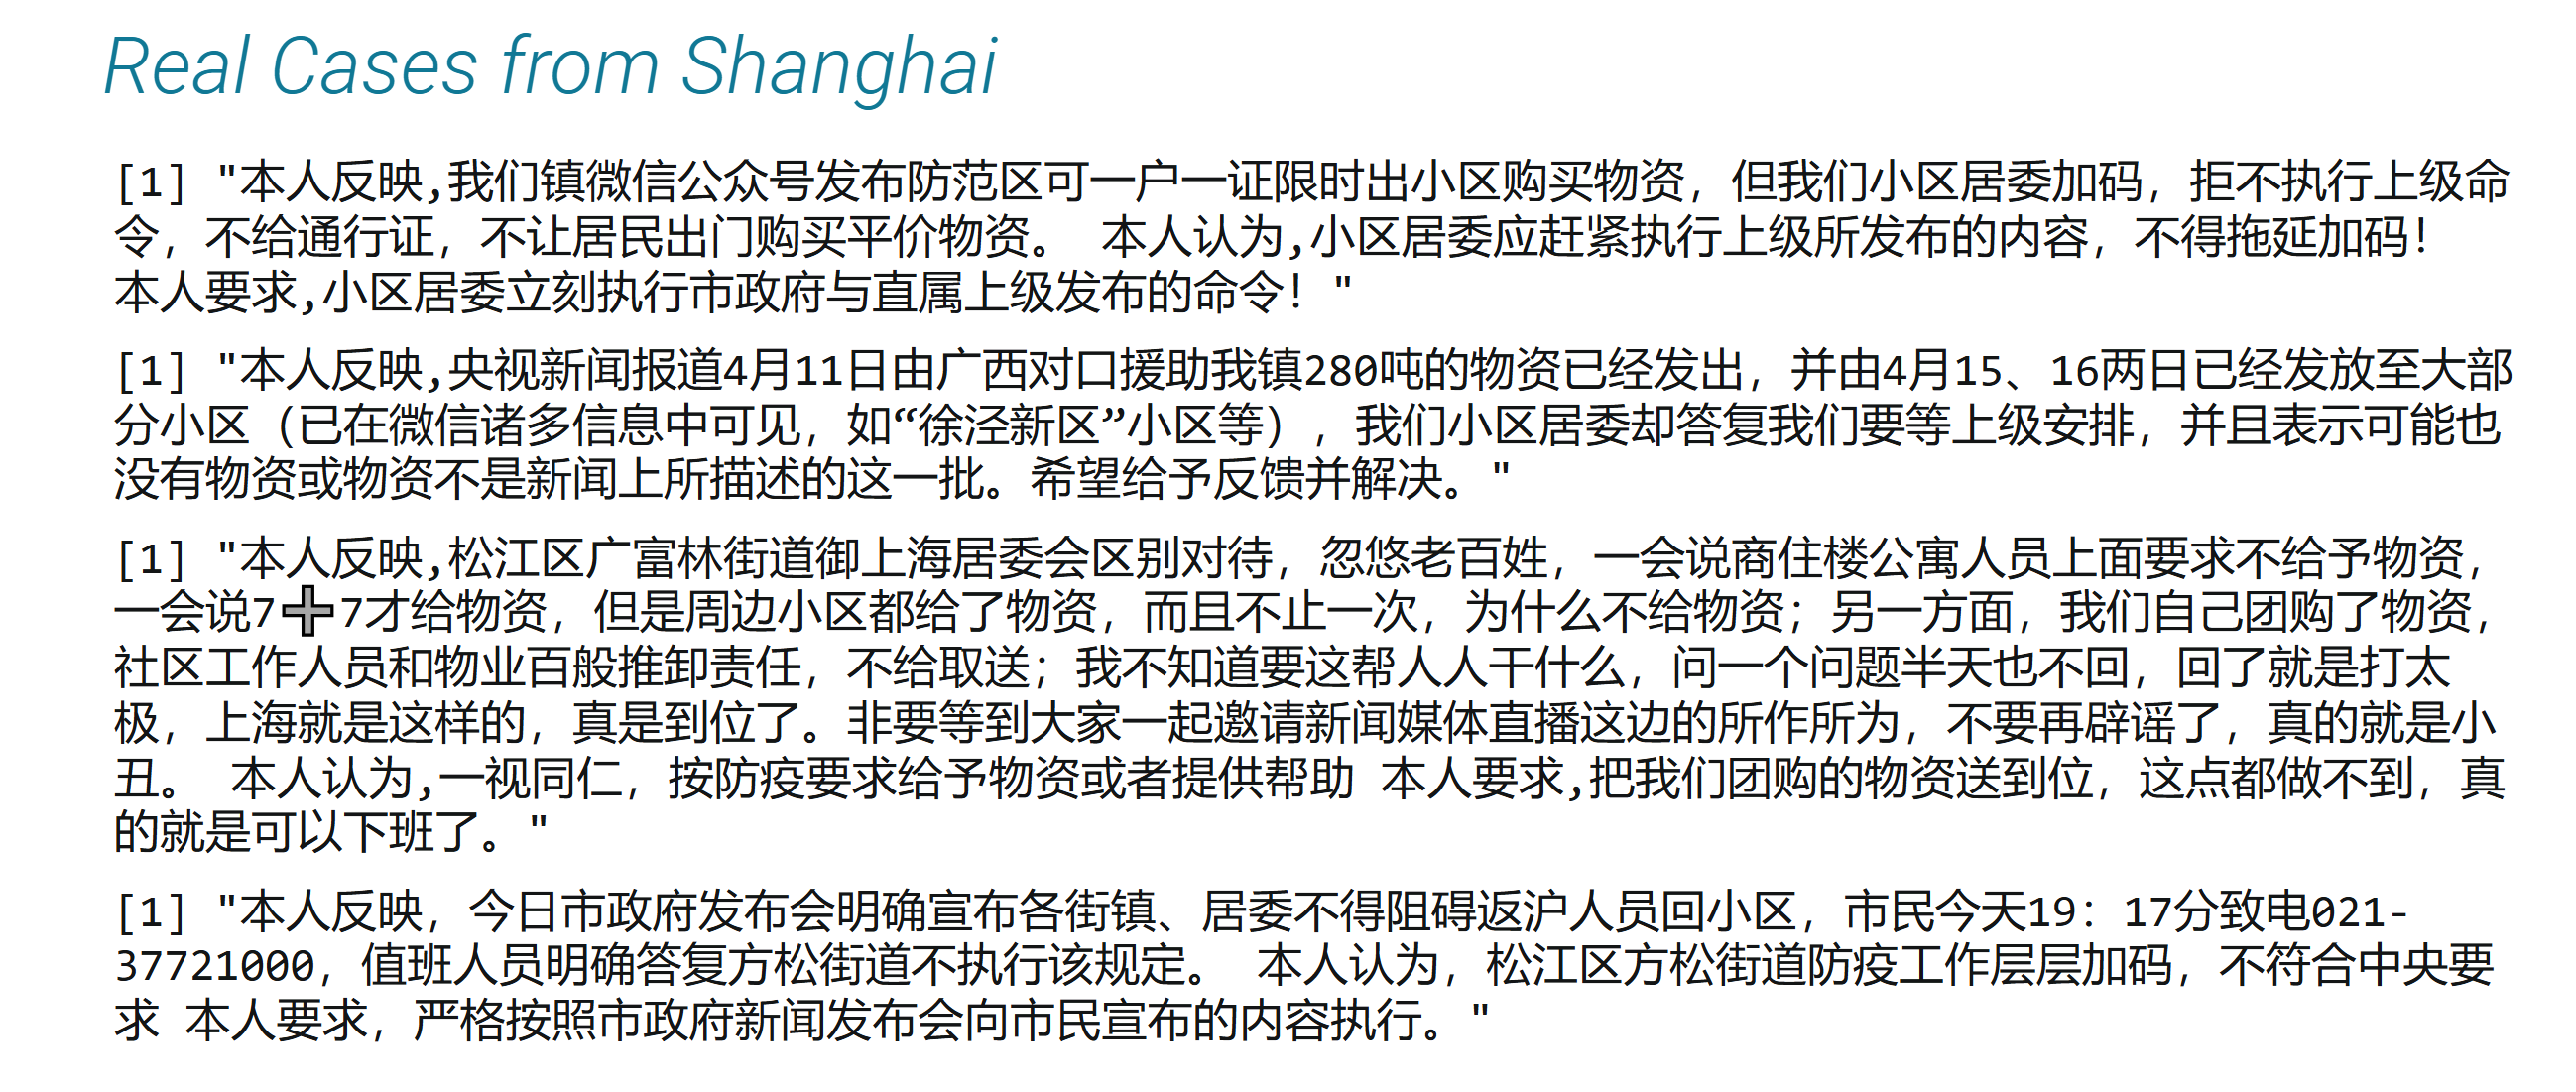 Real Cases from Shanghai
[1] "本人反映,我们镇微信公众号发布防范区可一户一证限时出小区购买物资，但我们小区居委加码，拒不执行上级命
令，不给通行证，不让居民出门购买平价物资。 本人认为,小区居委应赶紧执行上级所发布的内容，不得拖延加码！
本人要求,小区居委立刻执行市政府与直属上级发布的命令！"
[1] "本人反映,央视新闻报道4月11日由广西对口援助我镇280吨的物资已经发出，并由4月15、16两日已经发放至大部
分小区（已在微信诸多信息中可见，如“徐泾新区”小区等），我们小区居委却答复我们要等上级安排，并且表示可能也
没有物资或物资不是新闻上所描述的这一批。希望给予反馈并解决。"
[1] "本人反映,松江区广富林街道御上海居委会区别对待，忽悠老百姓，一会说商住楼公寓人员上面要求不给予物资，
一会说7➕7才给物资，但是周边小区都给了物资，而且不止一次，为什么不给物资；另一方面，我们自己团购了物资，
社区工作人员和物业百般推卸责任，不给取送；我不知道要这帮人人干什么，问一个问题半天也不回，回了就是打太
极，上海就是这样的，真是到位了。非要等到大家一起邀请新闻媒体直播这边的所作所为，不要再辟谣了，真的就是小
丑。 本人认为,一视同仁，按防疫要求给予物资或者提供帮助 本人要求,把我们团购的物资送到位，这点都做不到，真
的就是可以下班了。"
[1] "本人反映，今日市政府发布会明确宣布各街镇、居委不得阻碍返沪人员回小区，市民今天19：17分致电021-
37721000，值班人员明确答复方松街道不执行该规定。 本人认为，松江区方松街道防疫工作层层加码，不符合中央要
求 本人要求，严格按照市政府新闻发布会向市民宣布的内容执行。"